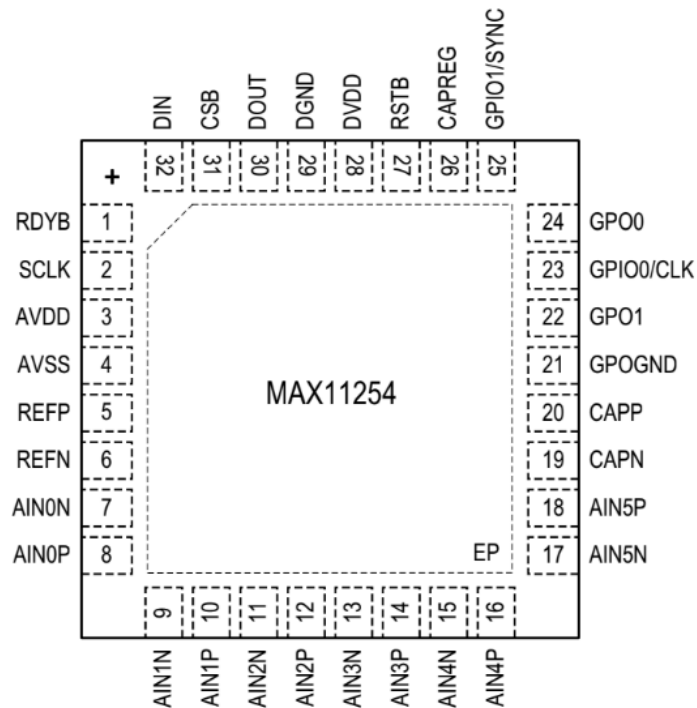 DIN CSB DOUT DGND DVDD RSTB CAPREG GPIO1/SYNC
+ 32 31 30 29 28 27 26 25
RDYB 1 24 GPO0
SCLK 2 23 GPIO0/CLK
AVDD 3 22 GPO1
AVSS 4 21 GPOGND
MAX11254
REFP 5 20 CAPP
REFN 6 19 CAPN
AIN0N 7 18 AIN5P
AIN0P 8 EP 17 AIN5N
9 10 11 12 13 14 15 16
AIN1N AIN1P AIN2N AIN2P AIN3N AIN3P AIN4N AIN4P